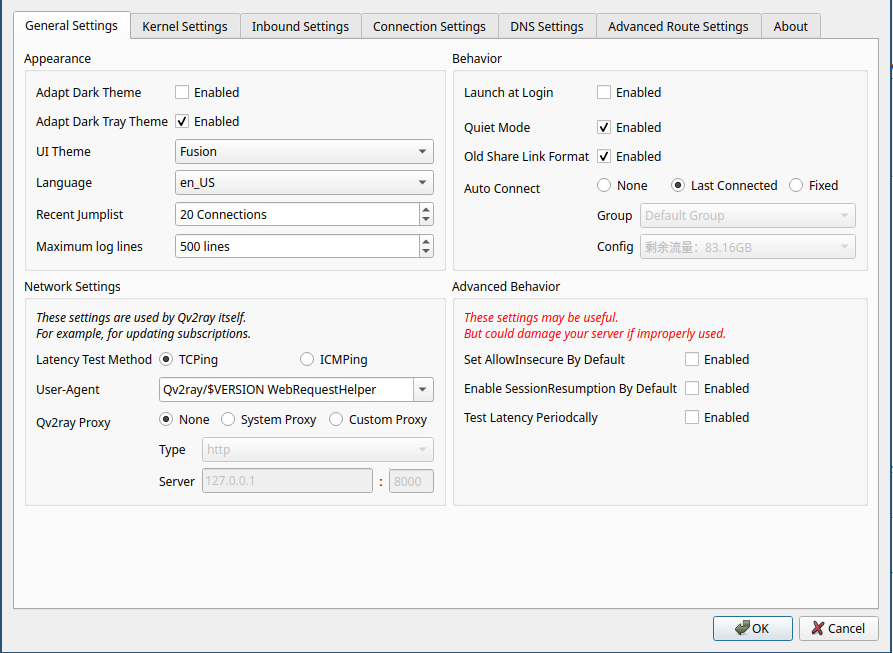 General Settings
Kernel Settings
Inbound Settings
Connection Settings
DNS Settings
Advanced Route Settings
About
Appearance
Adapt Dark Theme Enabled
Adapt Dark Tray Theme Enabled
UI Theme Fusion
Language en_US
Recent Jumplist 20 Connections
Maximum log lines 500 lines
Behavior
Launch at Login Enabled
Quiet Mode Enabled
Old Share Link Format Enabled
Auto Connect None Last Connected Fixed
Group Default Group
Config 剩余流量：83.16GB
Network Settings
These settings are used by Qv2ray itself.
For example, for updating subscriptions.
Latency Test Method TCPing ICMPing
User-Agent Qv2ray/$VERSION WebRequestHelper
Qv2ray Proxy None System Proxy Custom Proxy
Type http
Server 127.0.0.1 : 8000
Advanced Behavior
These settings may be useful.
But could damage your server if improperly used.
Set AllowInsecure By Default Enabled
Enable SessionResumption By Default Enabled
Test Latency Periodcally Enabled
OK
Cancel